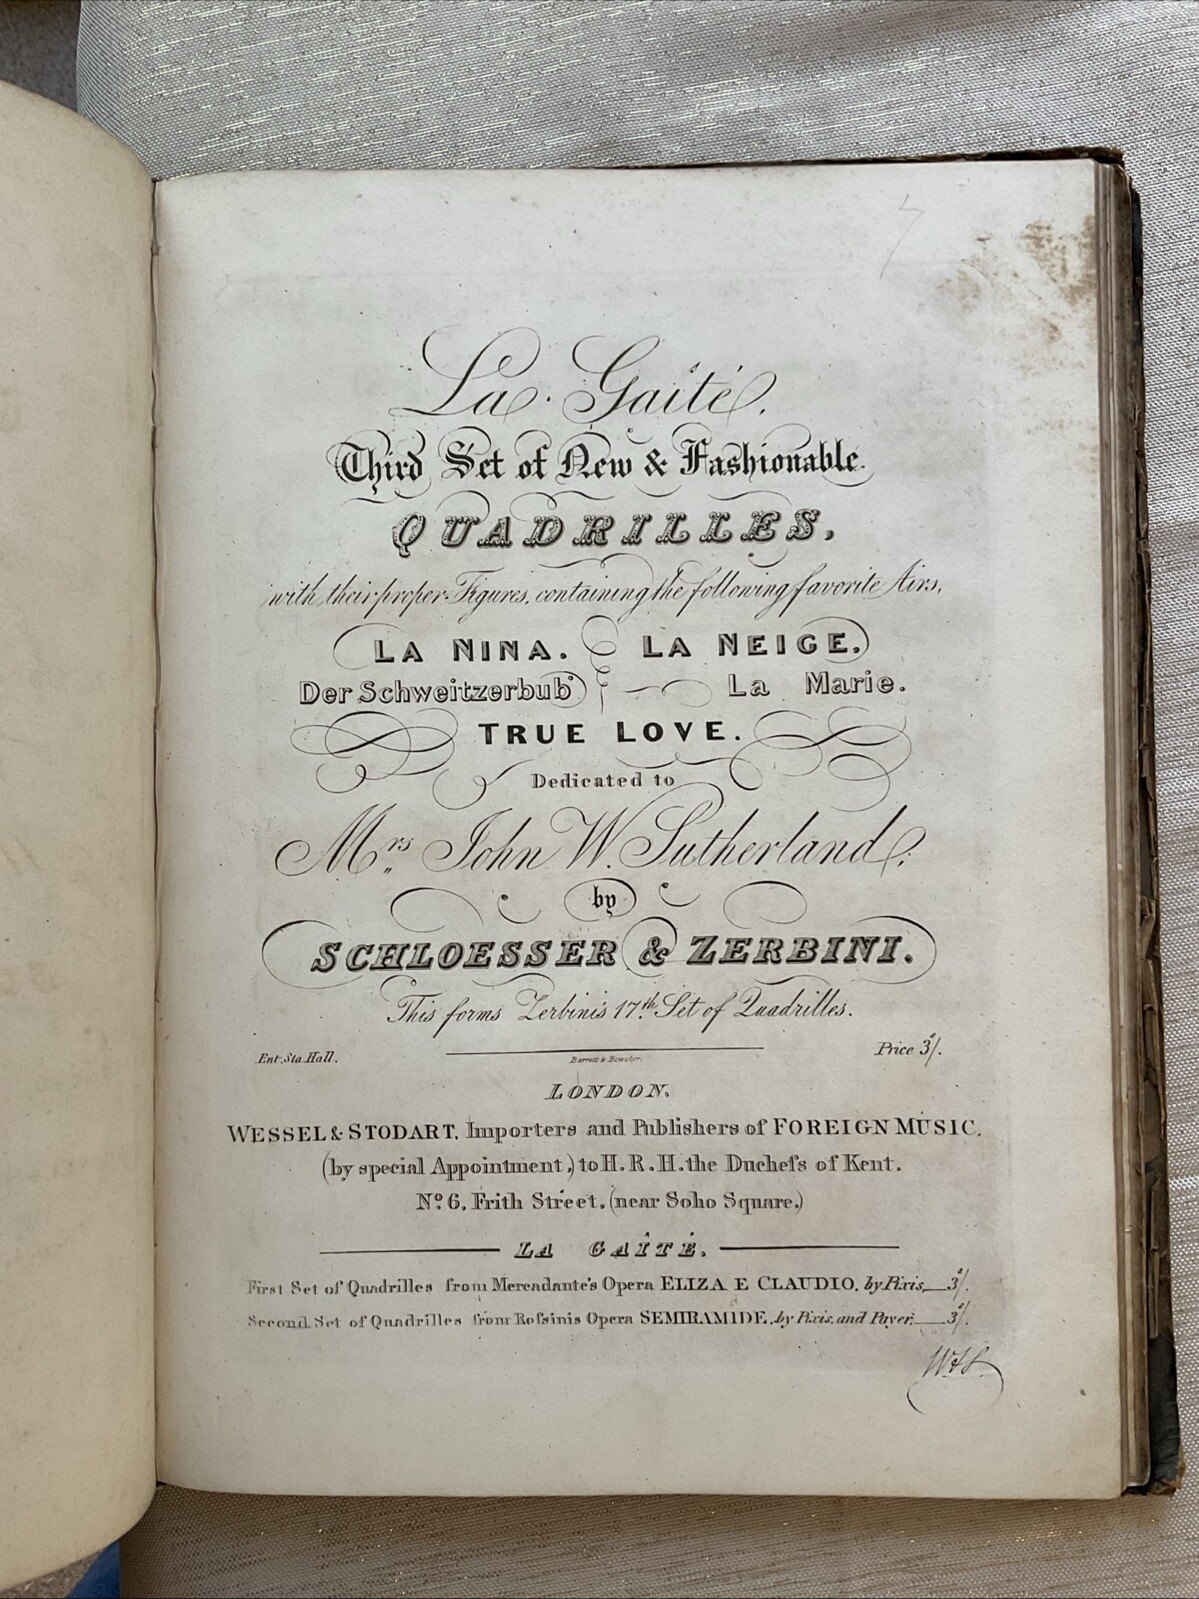 7
La Gaité.
Third Set of New & Fashionable
QUADRILLES,
with their proper Figures, containing the following favorite Airs,
LA NINA. LA NEIGE.
Der Schweitzerbub La Marie.
TRUE LOVE.
Dedicated to
Mrs John W. Sutherland,
by
SCHLOESSER & ZERBINI.
This forms Zerbini's 17th Set of Quadrilles.
Ent. Sta. Hall. Price 3/.
LONDON.
WESSEL & STODART, Importers and Publishers of FOREIGN MUSIC,
(by special Appointment,) to H.R.H. the Ducheſs of Kent.
No. 6, Frith Street, (near Soho Square.)
LA GAÎTÉ.
First Set of Quadrilles from Mercadante's Opera ELIZA E CLAUDIO, by Pixis, 3/.
Second Set of Quadrilles from Roſsinis Opera SEMIRAMIDE, by Pixis, and Payer, 3/.
W&S.